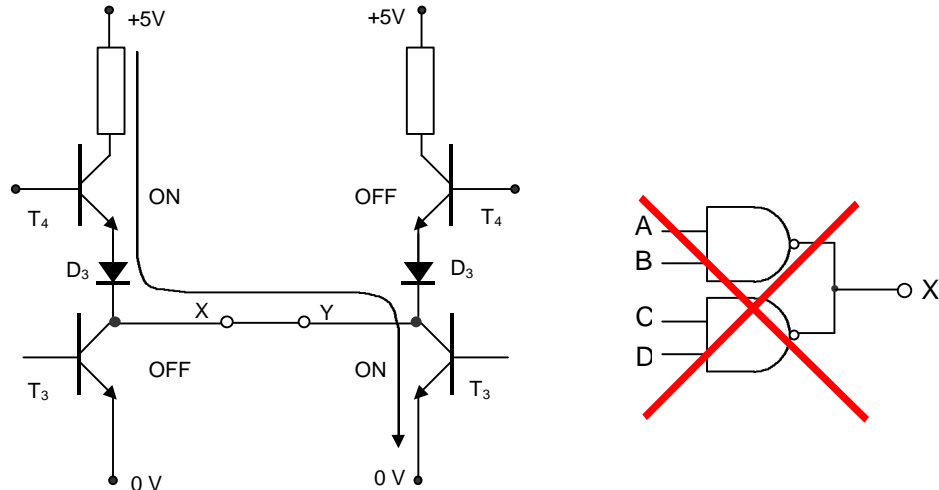 +5V
+5V
ON
OFF
T₄
T₄
D₃
D₃
X
Y
OFF
ON
T₃
T₃
0 V
0 V
A
B
C
D
X